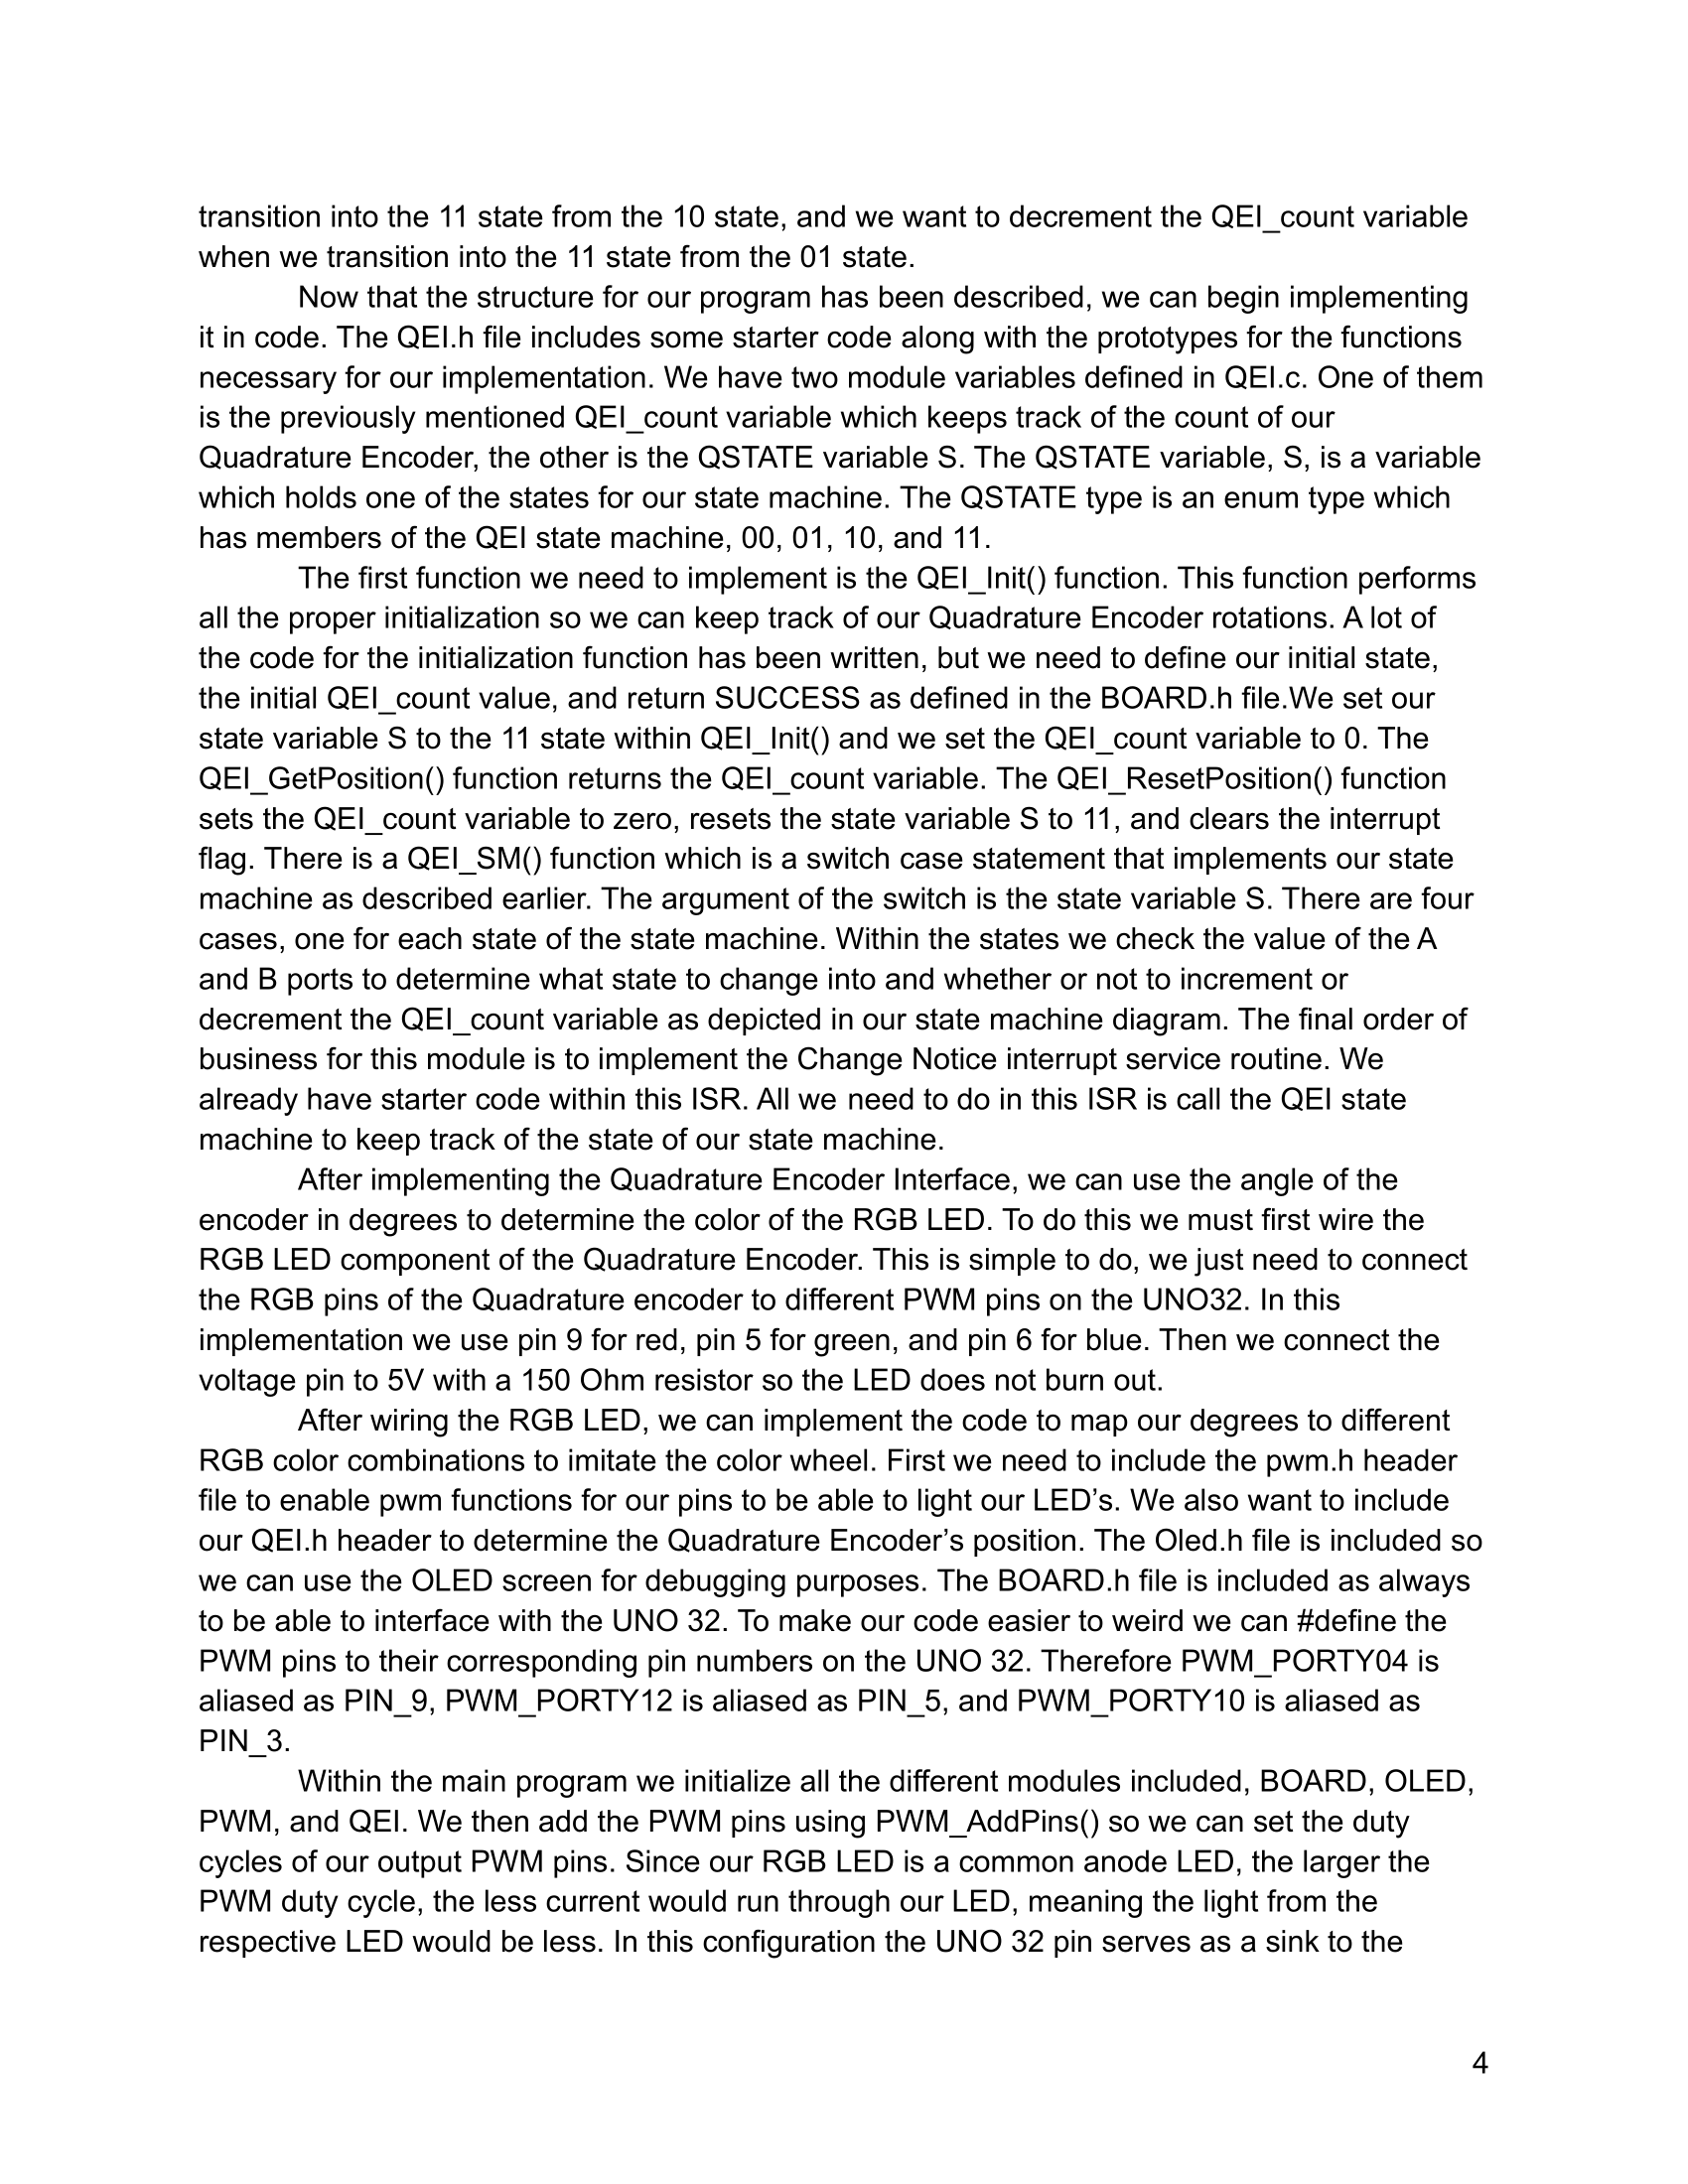 transition into the 11 state from the 10 state, and we want to decrement the QEI_count variable
when we transition into the 11 state from the 01 state.
Now that the structure for our program has been described, we can begin implementing
it in code. The QEI.h file includes some starter code along with the prototypes for the functions
necessary for our implementation. We have two module variables defined in QEI.c. One of them
is the previously mentioned QEI_count variable which keeps track of the count of our
Quadrature Encoder, the other is the QSTATE variable S. The QSTATE variable, S, is a variable
which holds one of the states for our state machine. The QSTATE type is an enum type which
has members of the QEI state machine, 00, 01, 10, and 11.
The first function we need to implement is the QEI_Init() function. This function performs
all the proper initialization so we can keep track of our Quadrature Encoder rotations. A lot of
the code for the initialization function has been written, but we need to define our initial state,
the initial QEI_count value, and return SUCCESS as defined in the BOARD.h file.We set our
state variable S to the 11 state within QEI_Init() and we set the QEI_count variable to 0. The
QEI_GetPosition() function returns the QEI_count variable. The QEI_ResetPosition() function
sets the QEI_count variable to zero, resets the state variable S to 11, and clears the interrupt
flag. There is a QEI_SM() function which is a switch case statement that implements our state
machine as described earlier. The argument of the switch is the state variable S. There are four
cases, one for each state of the state machine. Within the states we check the value of the A
and B ports to determine what state to change into and whether or not to increment or
decrement the QEI_count variable as depicted in our state machine diagram. The final order of
business for this module is to implement the Change Notice interrupt service routine. We
already have starter code within this ISR. All we need to do in this ISR is call the QEI state
machine to keep track of the state of our state machine.
After implementing the Quadrature Encoder Interface, we can use the angle of the
encoder in degrees to determine the color of the RGB LED. To do this we must first wire the
RGB LED component of the Quadrature Encoder. This is simple to do, we just need to connect
the RGB pins of the Quadrature encoder to different PWM pins on the UNO32. In this
implementation we use pin 9 for red, pin 5 for green, and pin 6 for blue. Then we connect the
voltage pin to 5V with a 150 Ohm resistor so the LED does not burn out.
After wiring the RGB LED, we can implement the code to map our degrees to different
RGB color combinations to imitate the color wheel. First we need to include the pwm.h header
file to enable pwm functions for our pins to be able to light our LED’s. We also want to include
our QEI.h header to determine the Quadrature Encoder’s position. The Oled.h file is included so
we can use the OLED screen for debugging purposes. The BOARD.h file is included as always
to be able to interface with the UNO 32. To make our code easier to weird we can #define the
PWM pins to their corresponding pin numbers on the UNO 32. Therefore PWM_PORTY04 is
aliased as PIN_9, PWM_PORTY12 is aliased as PIN_5, and PWM_PORTY10 is aliased as
PIN_3.
Within the main program we initialize all the different modules included, BOARD, OLED,
PWM, and QEI. We then add the PWM pins using PWM_AddPins() so we can set the duty
cycles of our output PWM pins. Since our RGB LED is a common anode LED, the larger the
PWM duty cycle, the less current would run through our LED, meaning the light from the
respective LED would be less. In this configuration the UNO 32 pin serves as a sink to the
4